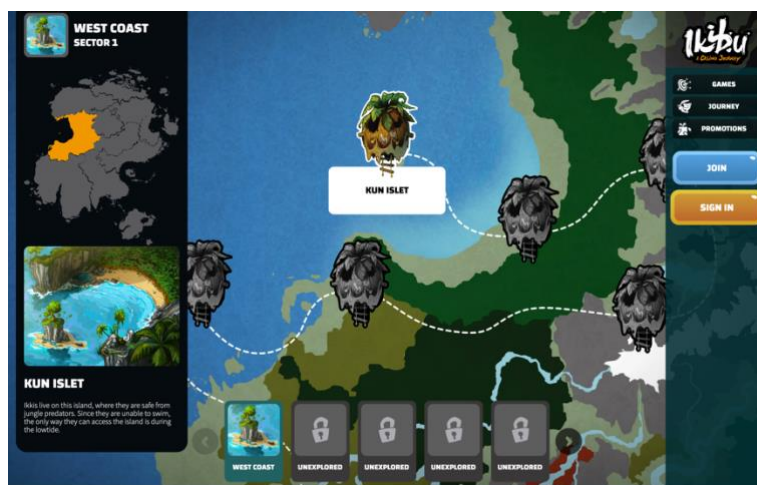 WEST COAST
SECTOR 1
KUN ISLET
Ikkis live on this island, where they are safe from
jungle predators. Since they are unable to swim,
the only way they can access the island is during
the lowtide.
KUN ISLET
WEST COAST
UNEXPLORED
UNEXPLORED
UNEXPLORED
UNEXPLORED
Ikibu
A Divine Journey
GAMES
JOURNEY
PROMOTIONS
JOIN
SIGN IN